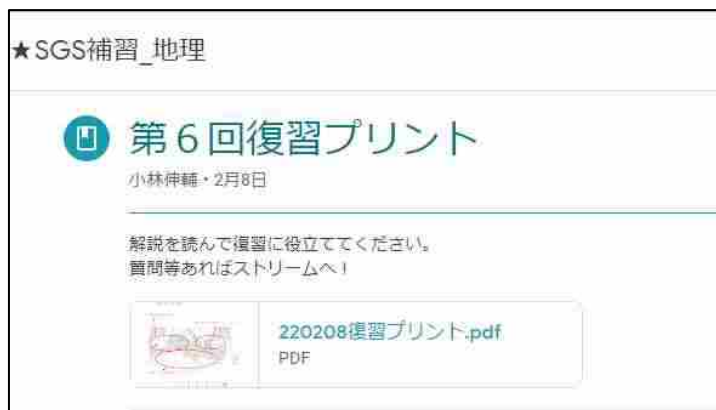 ★SGS補習_地理
第6回復習プリント
小林伸輔・2月8日
解説を読んで復習に役立ててください。
質問等あればストリームへ！
220208復習プリント.pdf
PDF